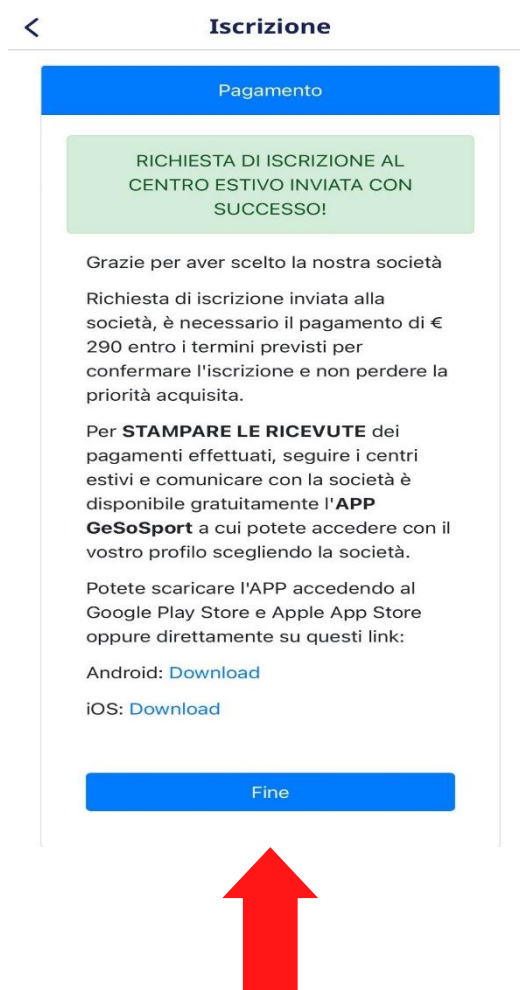 Iscrizione
Pagamento
RICHIESTA DI ISCRIZIONE AL
CENTRO ESTIVO INVIATA CON
SUCCESSO!
Grazie per aver scelto la nostra società
Richiesta di iscrizione inviata alla
società, è necessario il pagamento di €
290 entro i termini previsti per
confermare l'iscrizione e non perdere la
priorità acquisita.
Per STAMPARE LE RICEVUTE dei
pagamenti effettuati, seguire i centri
estivi e comunicare con la società è
disponibile gratuitamente l'APP
GeSoSport a cui potete accedere con il
vostro profilo scegliendo la società.
Potete scaricare l'APP accedendo al
Google Play Store e Apple App Store
oppure direttamente su questi link:
Android: Download
iOS: Download
Fine